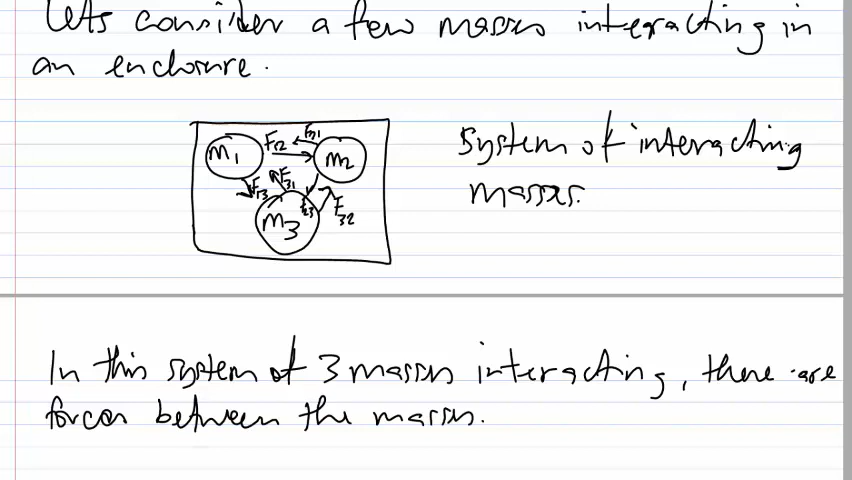 Lets consider a few masses interacting in
an enclosure.
F12 F31
m1 m2
F13 F31 F23
m3 F32
System of interacting
masses.
In this system of 3 masses interacting, there are
forces between the masses.